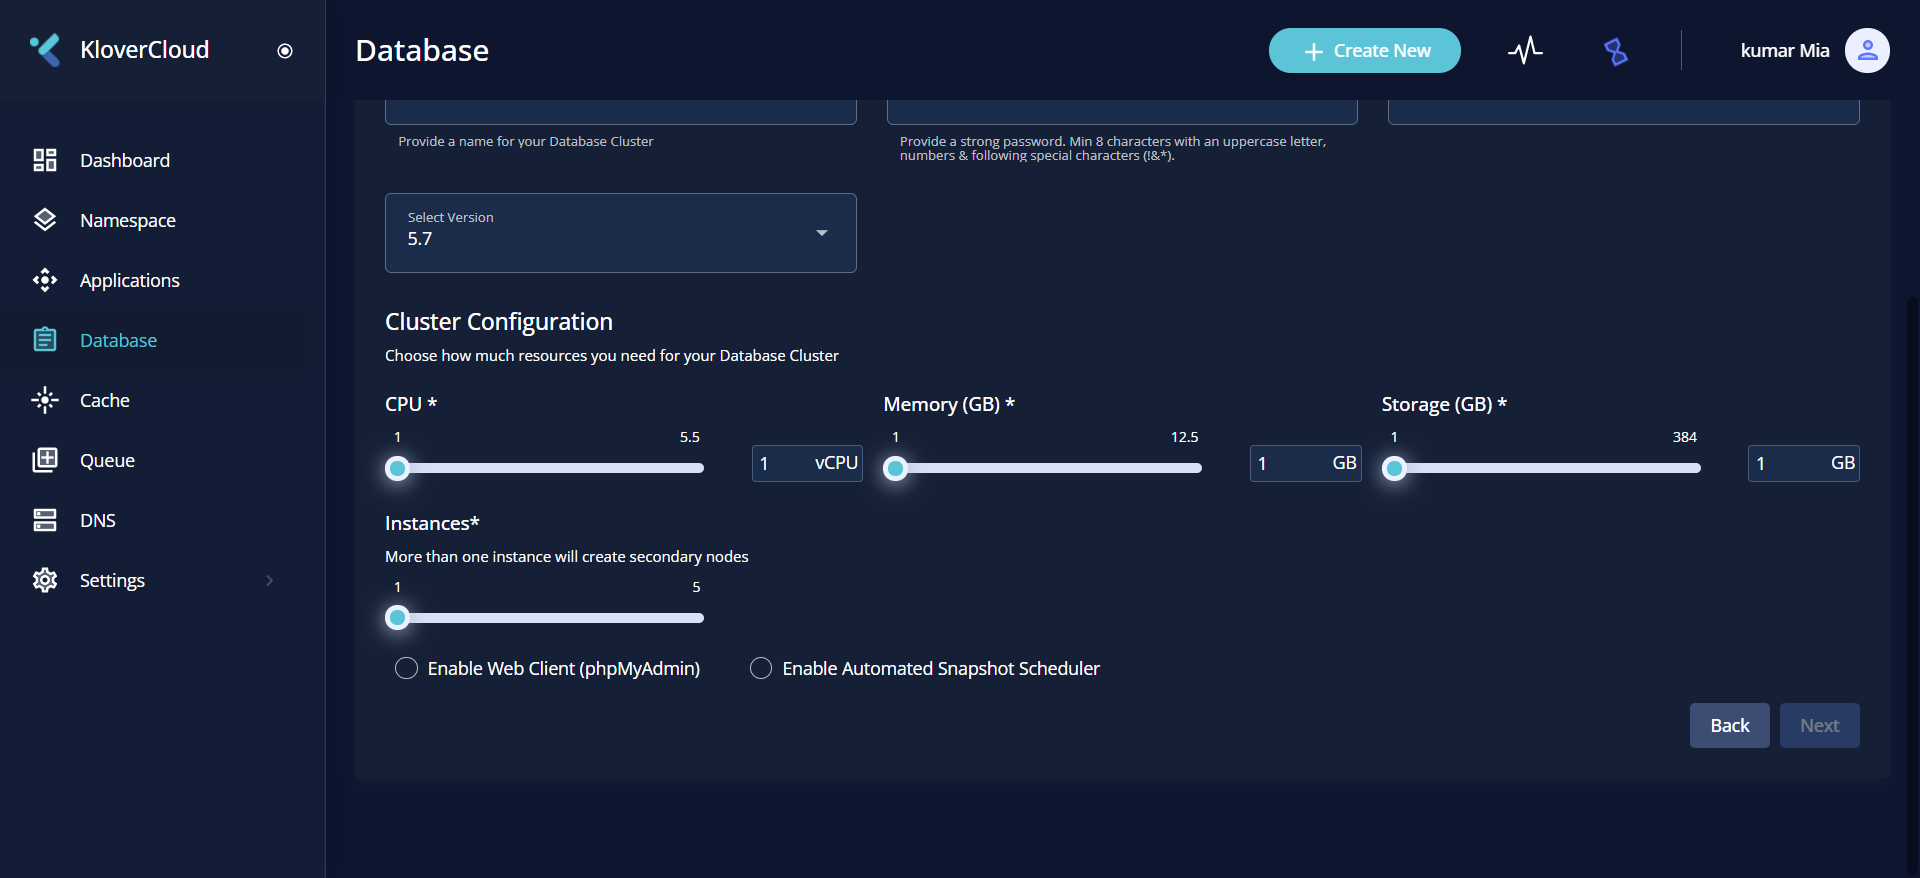 KloverCloud
Database
Create New
kumar Mia
Dashboard
Namespace
Applications
Database
Cache
Queue
DNS
Settings
Provide a name for your Database Cluster
Provide a strong password. Min 8 characters with an uppercase letter,
numbers & following special characters (!&*).
Select Version
5.7
Cluster Configuration
Choose how much resources you need for your Database Cluster
CPU *
1 5.5
1 vCPU
Memory (GB) *
1 12.5
1 GB
Storage (GB) *
1 384
1 GB
Instances*
More than one instance will create secondary nodes
1 5
Enable Web Client (phpMyAdmin)
Enable Automated Snapshot Scheduler
Back
Next